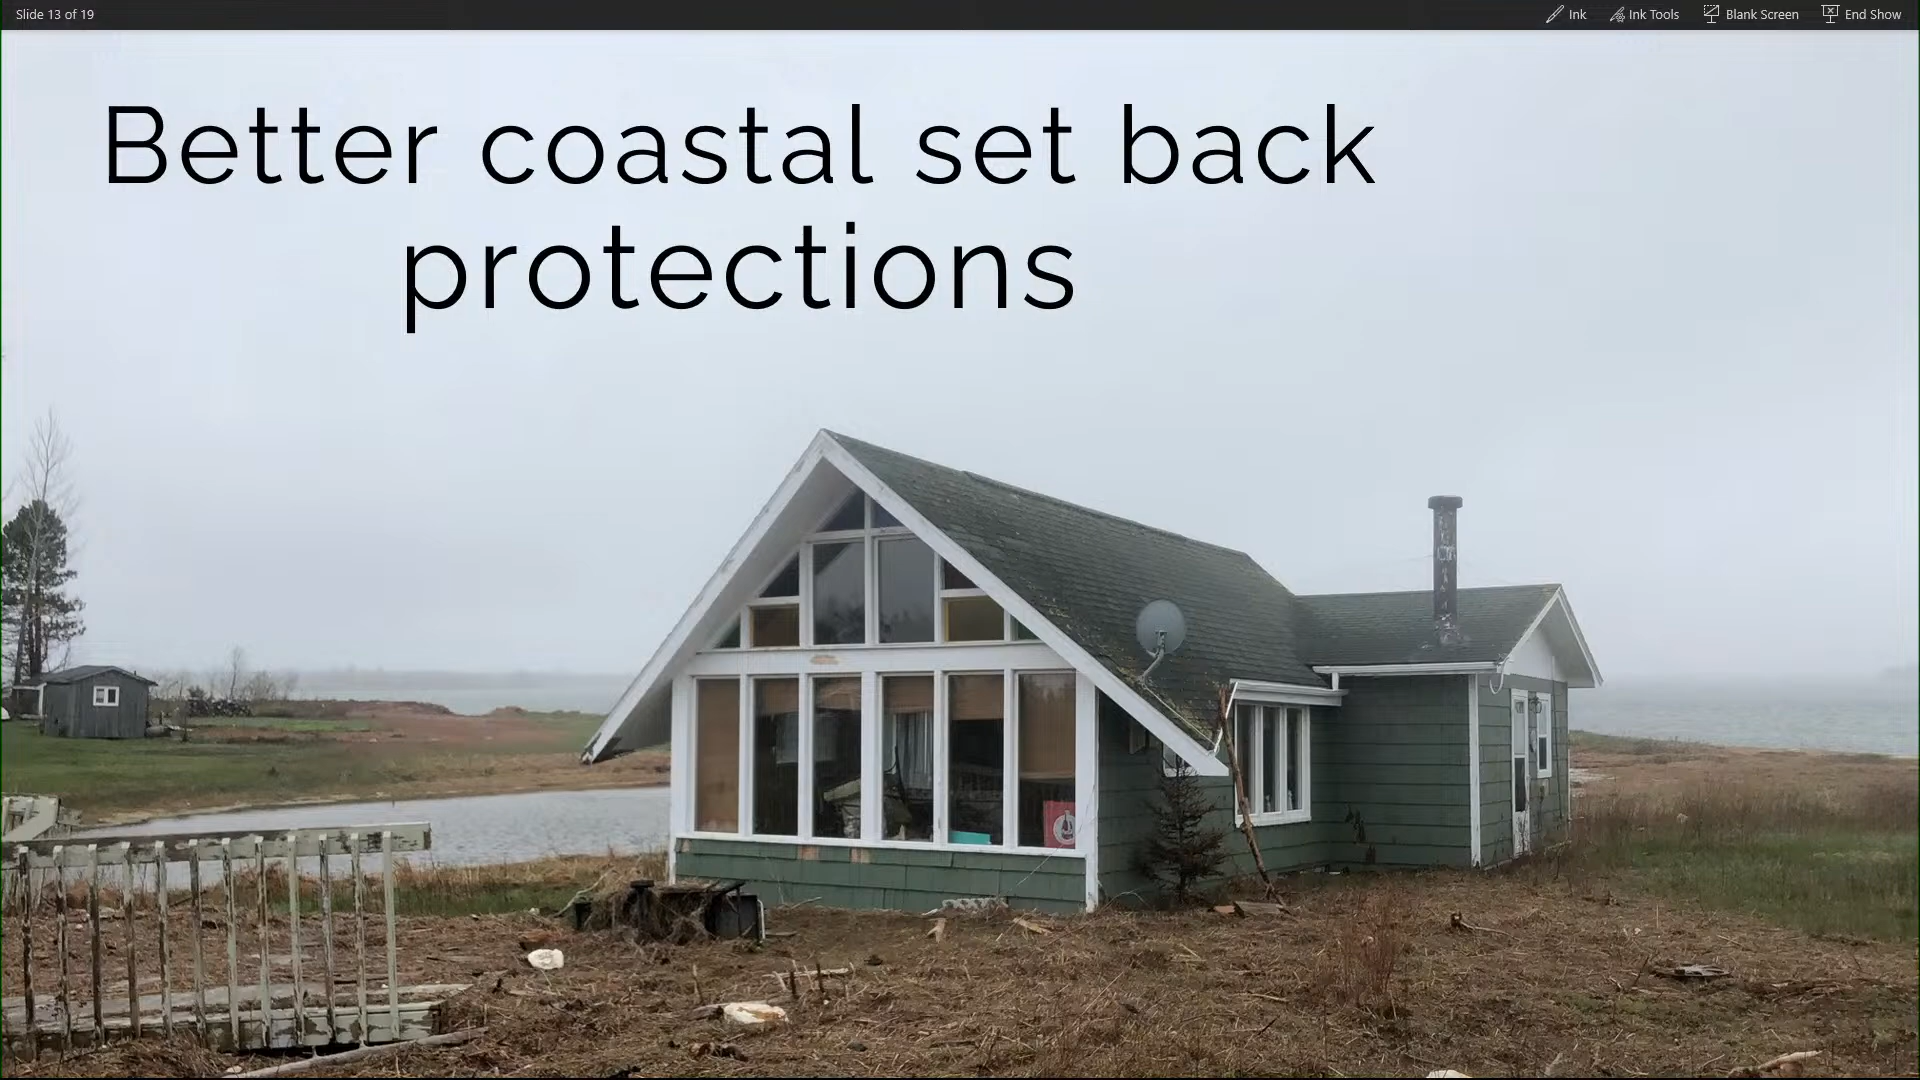 Slide 13 of 19
Ink
Ink Tools
Blank Screen
End Show
Better coastal set back
protections